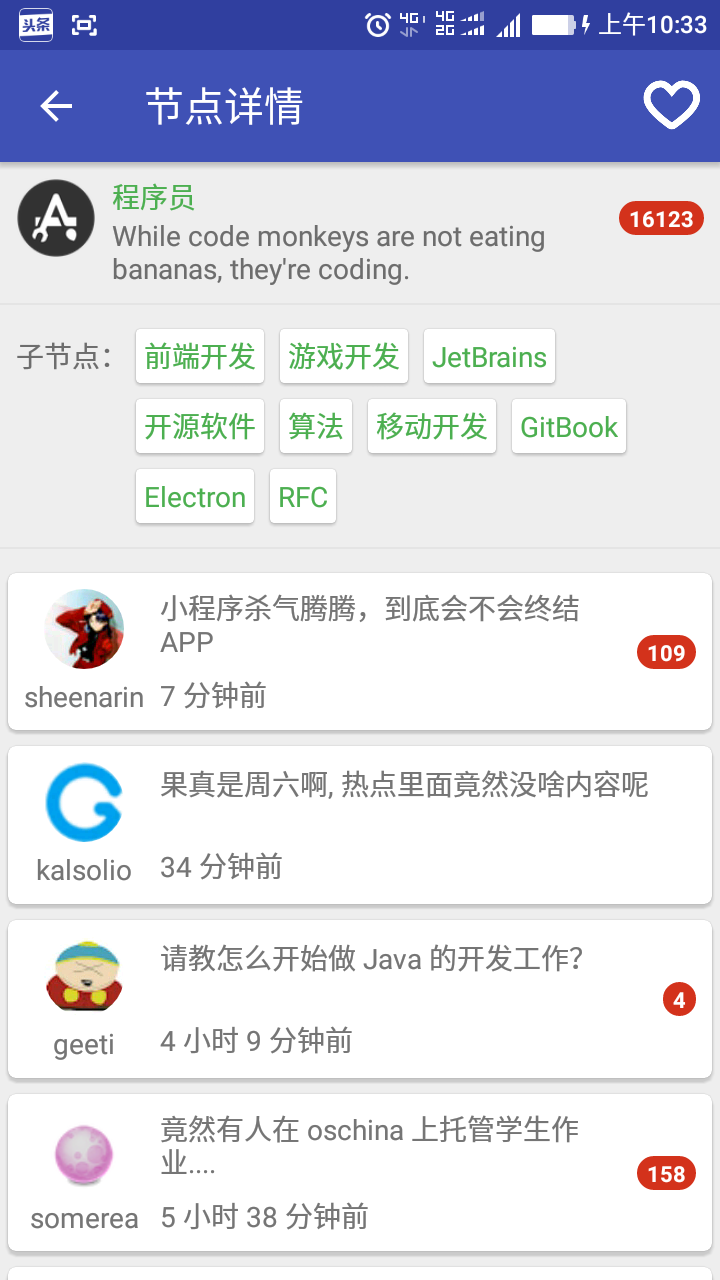 头条 4G 4G 2G 上午10:33
节点详情
程序员
16123
While code monkeys are not eating
bananas, they're coding.
子节点： 前端开发 游戏开发 JetBrains
开源软件 算法 移动开发 GitBook
Electron RFC
小程序杀气腾腾，到底会不会终结
APP
109
sheenarin 7 分钟前
果真是周六啊, 热点里面竟然没啥内容呢
kalsolio 34 分钟前
请教怎么开始做 Java 的开发工作？
4
geeti 4 小时 9 分钟前
竟然有人在 oschina 上托管学生作
业....
158
somerea 5 小时 38 分钟前